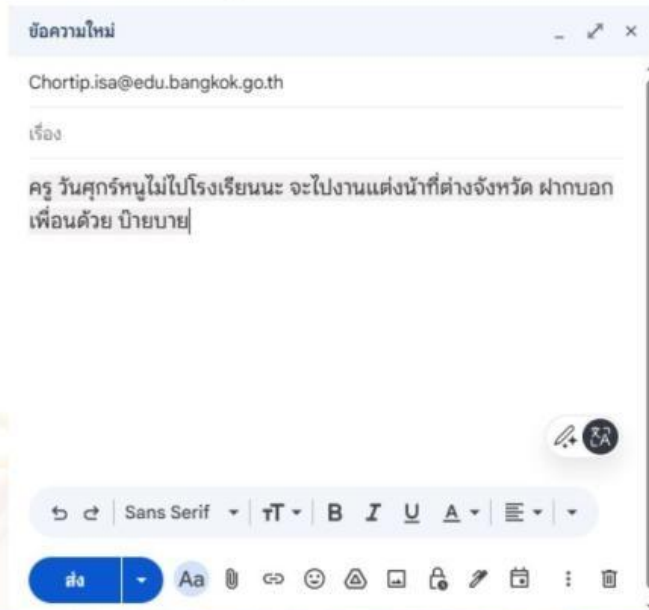 ข้อความใหม่
Chortip.isa@edu.bangkok.go.th
เรื่อง
ครู วันศุกร์หนูไม่ไปโรงเรียนนะ จะไปงานแต่งน้าที่ต่างจังหวัด ฝากบอก
เพื่อนด้วย บ๊ายบาย
Sans Serif
ส่ง